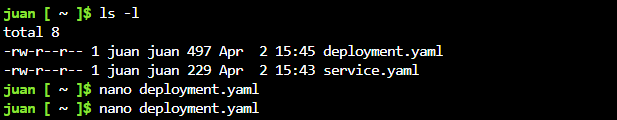 juan [ ~ ]$ ls -l
total 8
-rw-r--r-- 1 juan juan 497 Apr  2 15:45 deployment.yaml
-rw-r--r-- 1 juan juan 229 Apr  2 15:43 service.yaml
juan [ ~ ]$ nano deployment.yaml
juan [ ~ ]$ nano deployment.yaml